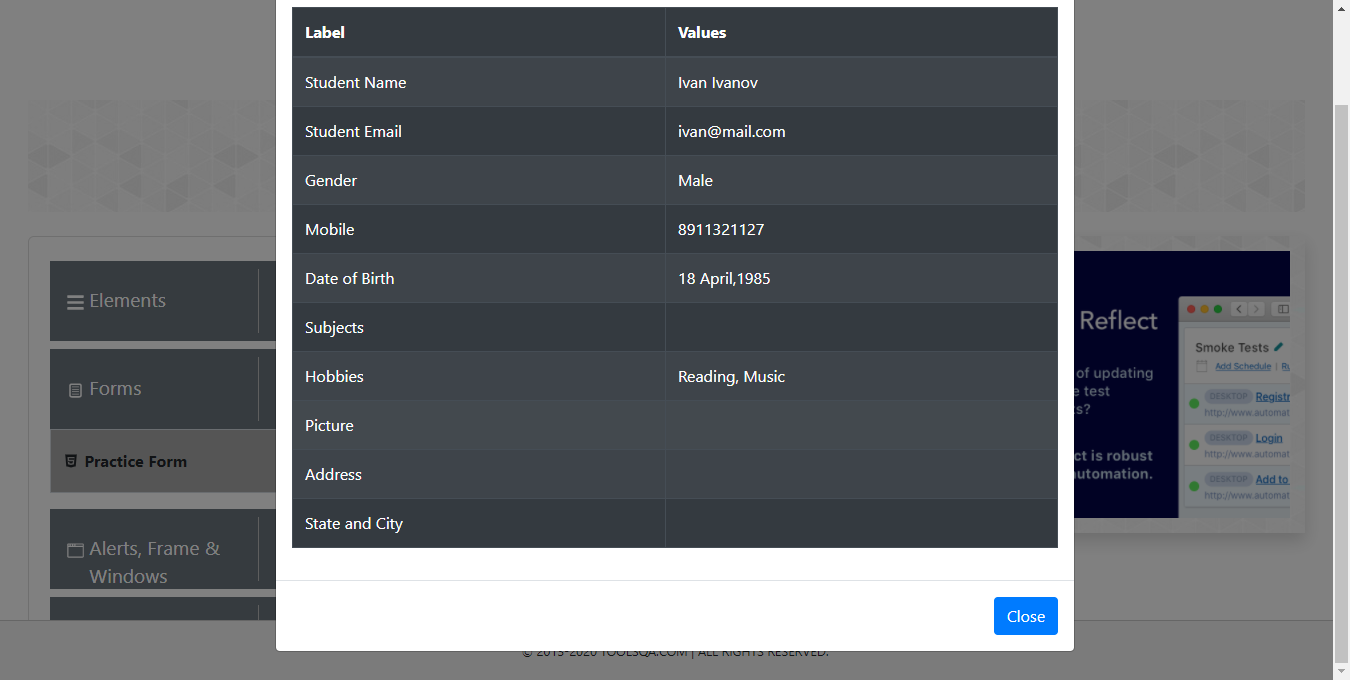 Label Values
Student Name Ivan Ivanov
Student Email ivan@mail.com
Gender Male
Mobile 8911321127
Date of Birth 18 April,1985
Subjects
Hobbies Reading, Music
Picture
Address
State and City
Close
Elements
Forms
Practice Form
Alerts, Frame &
Windows
Reflect
of updating
test
s?
ct is robust
automation.
Smoke Tests
Add Schedule |
DESKTOP Registr
http://www.automat
DESKTOP Login
http://www.automat
DESKTOP Add to
http://www.automat
© 2013-2020 TOOLSQA.COM | ALL RIGHTS RESERVED.